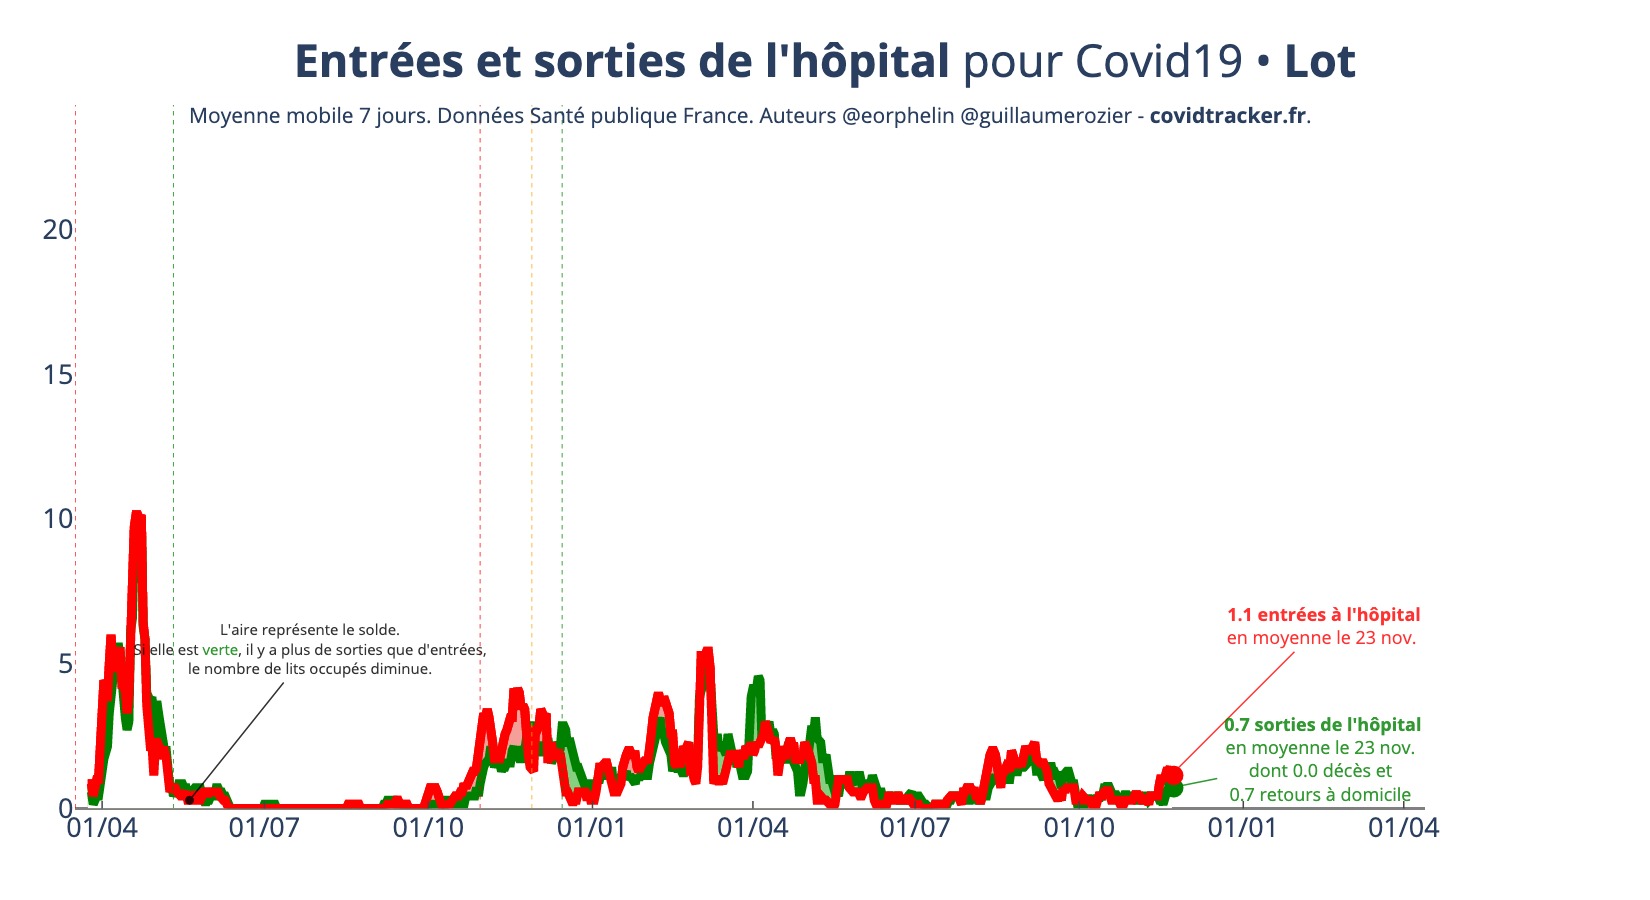 Entrées et sorties de l'hôpital pour Covid19 • Lot
Moyenne mobile 7 jours. Données Santé publique France. Auteurs @eorphelin @guillaumerozier - covidtracker.fr.
20
15
10
5
0
L'aire représente le solde.
Si elle est verte, il y a plus de sorties que d'entrées,
le nombre de lits occupés diminue.
1.1 entrées à l'hôpital
en moyenne le 23 nov.
0.7 sorties de l'hôpital
en moyenne le 23 nov.
dont 0.0 décès et
0.7 retours à domicile
01/04 01/07 01/10 01/01 01/04 01/07 01/10 01/01 01/04